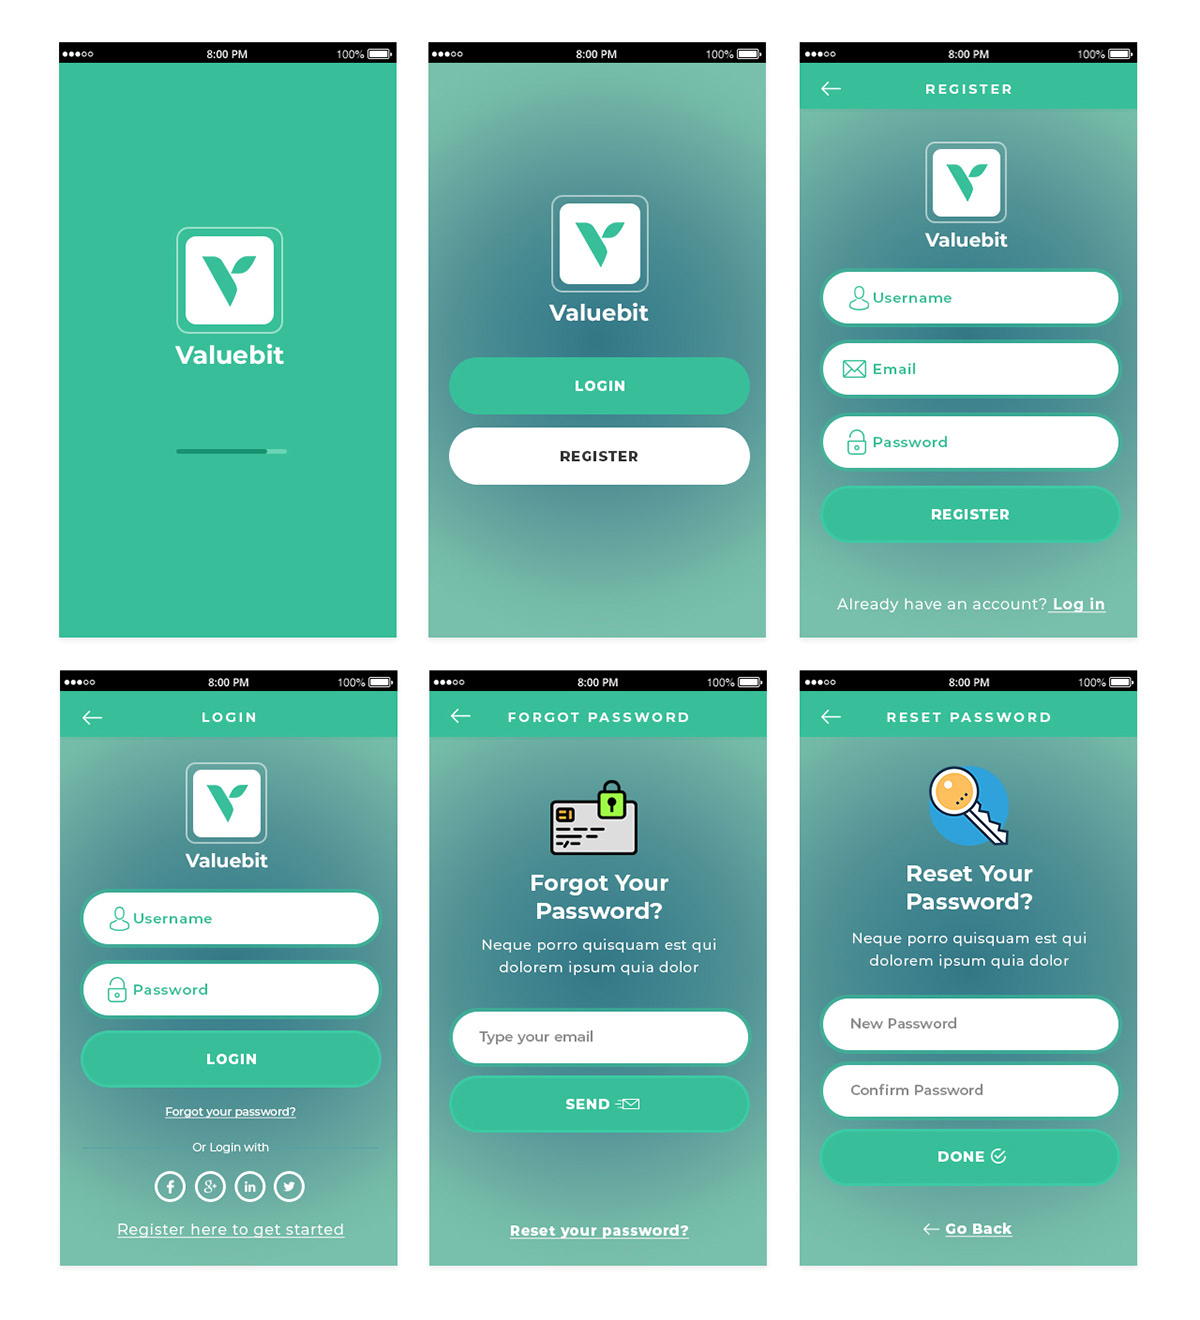 8:00 PM
100%
Valuebit
8:00 PM
100%
Valuebit
LOGIN
REGISTER
8:00 PM
100%
REGISTER
Valuebit
Username
Email
Password
REGISTER
Already have an account? Log in
8:00 PM
100%
LOGIN
Valuebit
Username
Password
LOGIN
Forgot your password?
Or Login with
f g+ in
Register here to get started
8:00 PM
100%
FORGOT PASSWORD
Forgot Your
Password?
Neque porro quisquam est qui
dolorem ipsum quia dolor
Type your email
SEND
Reset your password?
8:00 PM
100%
RESET PASSWORD
Reset Your
Password?
Neque porro quisquam est qui
dolorem ipsum quia dolor
New Password
Confirm Password
DONE
Go Back